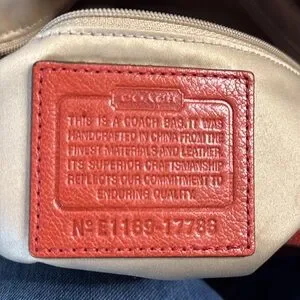 COACH
THIS IS A COACH BAG. IT WAS
HANDCRAFTED IN CHINA FROM THE
FINEST MATERIALS AND LEATHER.
ITS SUPERIOR CRAFTSMANSHIP
REFLECTS OUR COMMITMENT TO
ENDURING QUALITY.
Nº E1169-17736